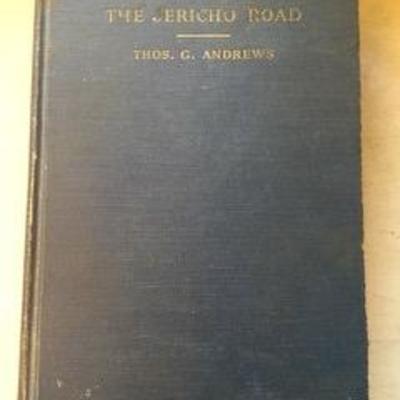 THE JERICHO ROAD
THOS. G. ANDREWS